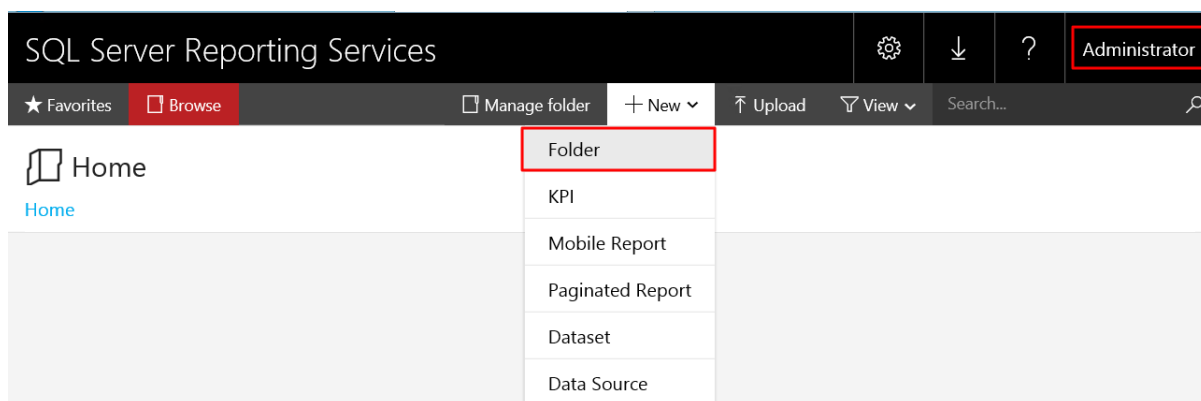 SQL Server Reporting Services
? Administrator
Favorites Browse Manage folder New Upload View Search...
Home
Home
Folder
KPI
Mobile Report
Paginated Report
Dataset
Data Source